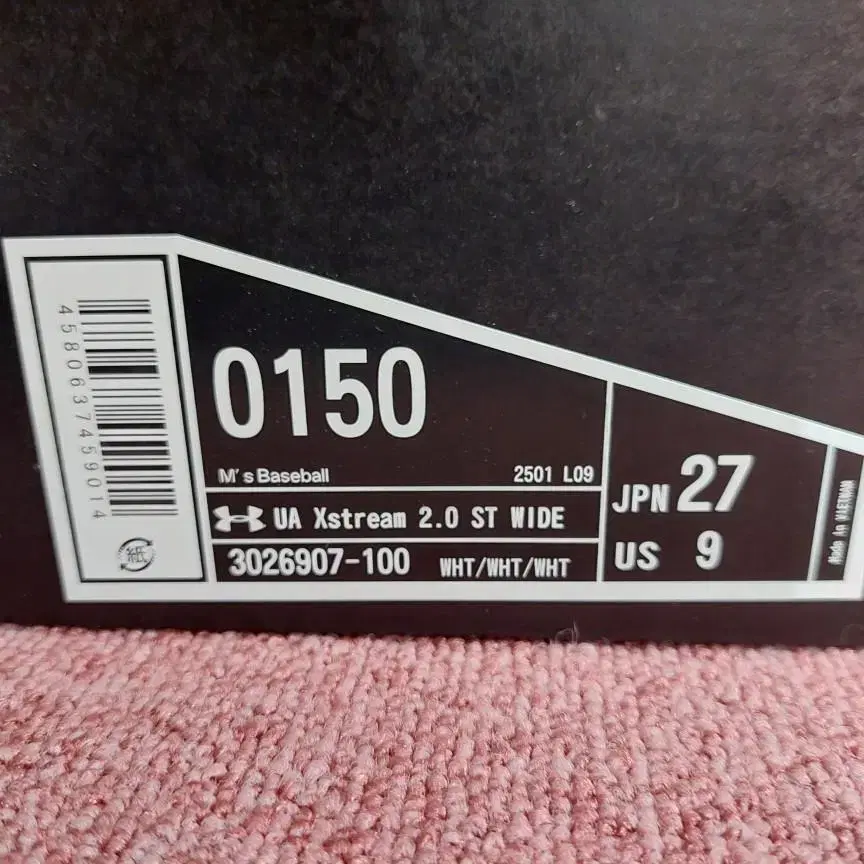 4580637459014
紙
0150
M's Baseball 2501 L09
UA Xstream 2.0 ST WIDE
3026907-100 WHT/WHT/WHT
JPN 27
US 9
Made In VIETNAM